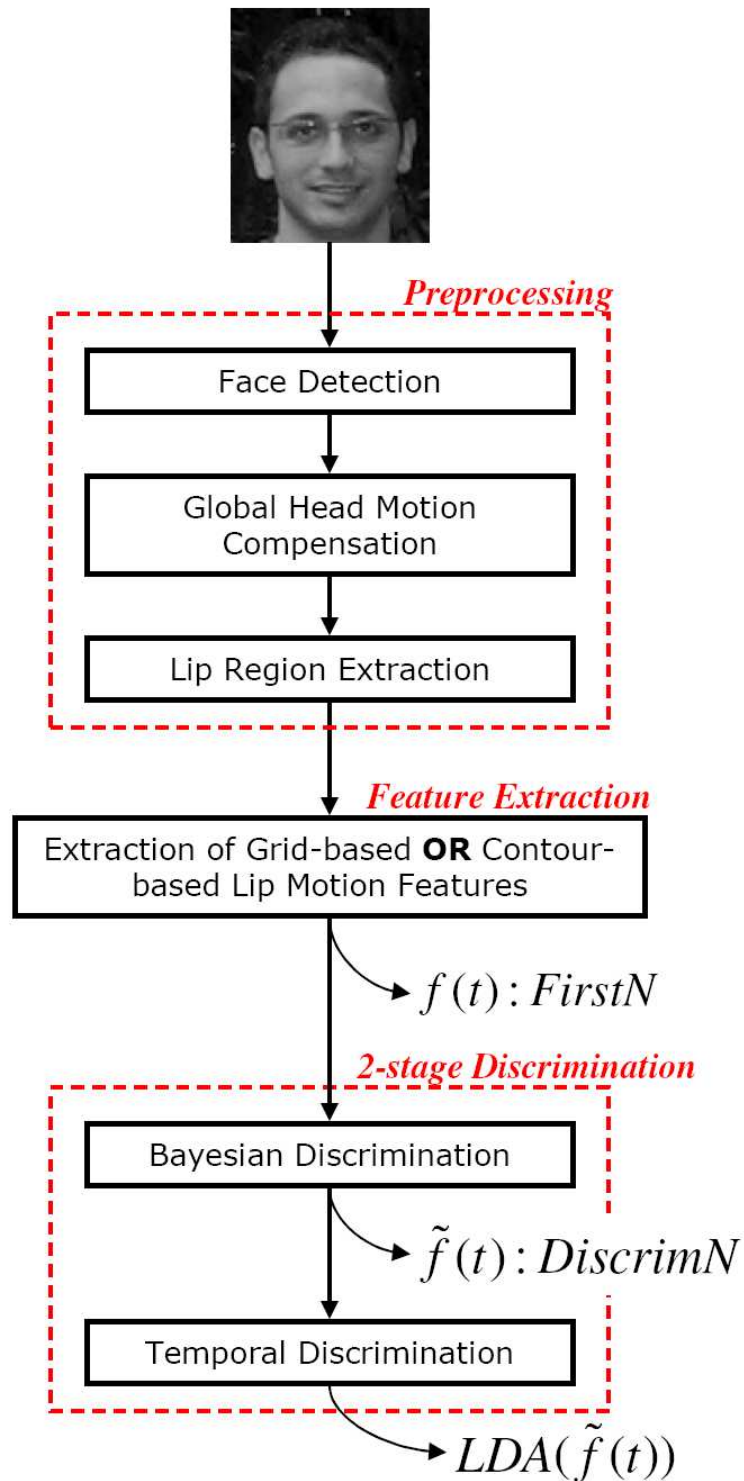 Preprocessing
Face Detection
Global Head Motion
Compensation
Lip Region Extraction
Feature Extraction
Extraction of Grid-based OR Contour-
based Lip Motion Features
f(t): FirstN
2-stage Discrimination
Bayesian Discrimination
f̃(t): DiscrimN
Temporal Discrimination
LDA(f̃(t))